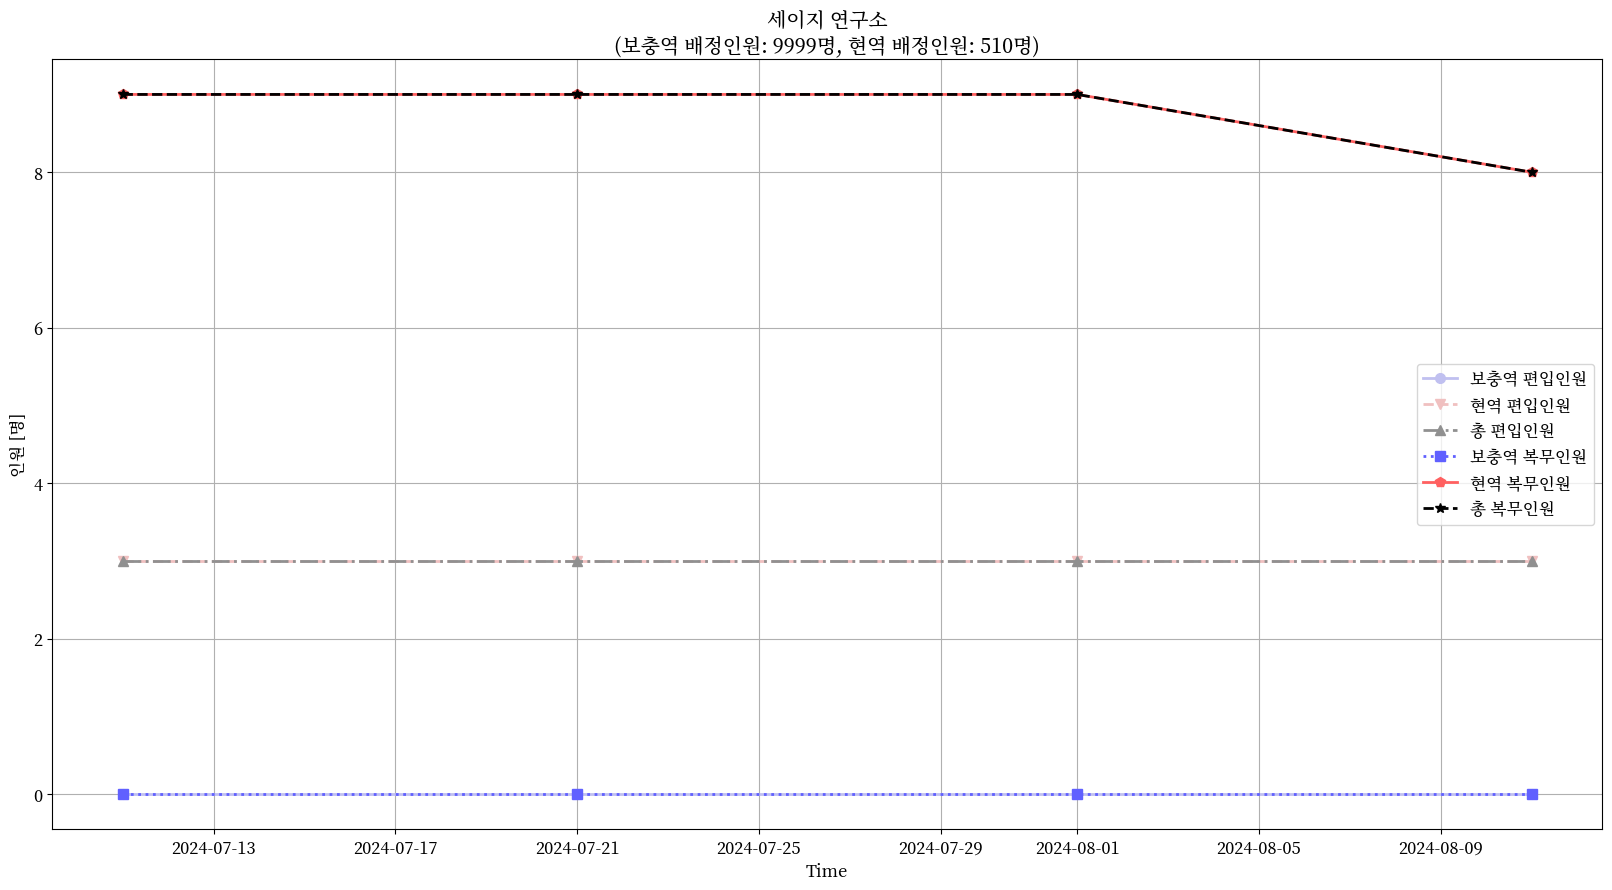 세이지 연구소
(보충역 배정인원: 9999명, 현역 배정인원: 510명)
인원 [명]
8
6
4
2
0
보충역 편입인원
현역 편입인원
총 편입인원
보충역 복무인원
현역 복무인원
총 복무인원
2024-07-13 2024-07-17 2024-07-21 2024-07-25 2024-07-29 2024-08-01 2024-08-05 2024-08-09
Time